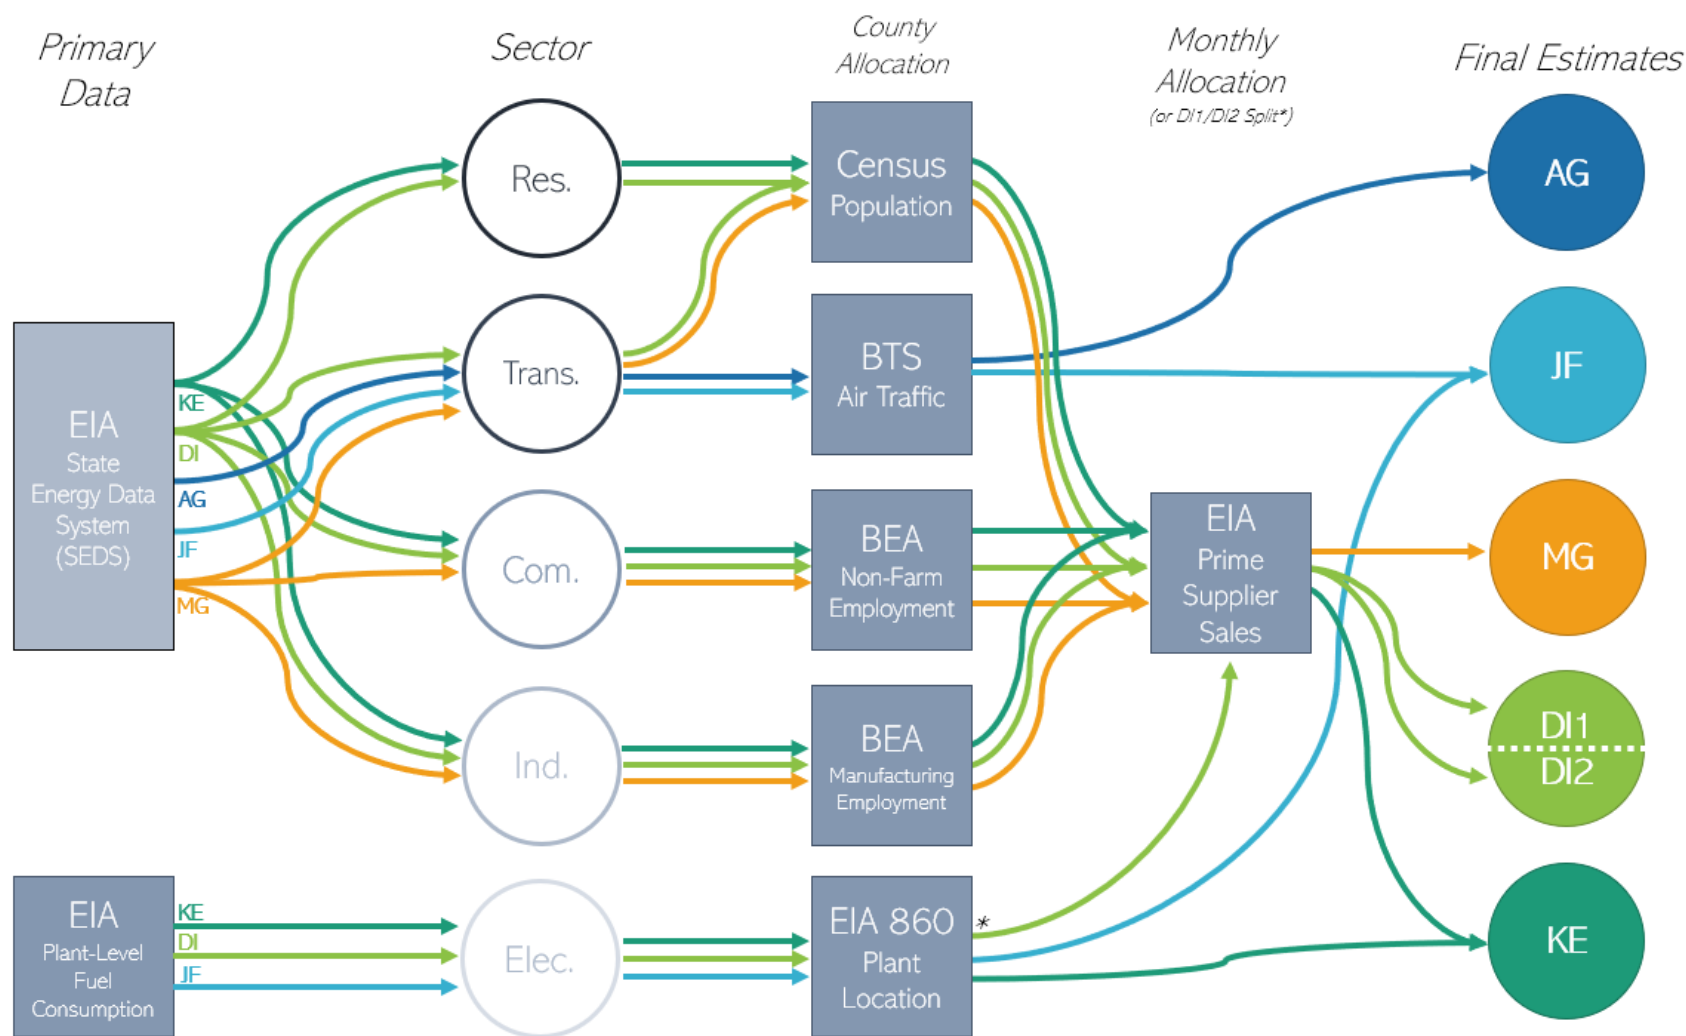 Primary
Data
Sector
County
Allocation
Monthly
Allocation
(or DI1/DI2 Split*)
Final Estimates
EIA
State
Energy Data
System
(SEDS)
KE
DI
AG
JF
MG
EIA
Plant-Level
Fuel
Consumption
KE
DI
JF
Res.
Trans.
Com.
Ind.
Elec.
Census
Population
BTS
Air Traffic
BEA
Non-Farm
Employment
BEA
Manufacturing
Employment
EIA 860
Plant
Location
*
EIA
Prime
Supplier
Sales
AG
JF
MG
DI1
DI2
KE